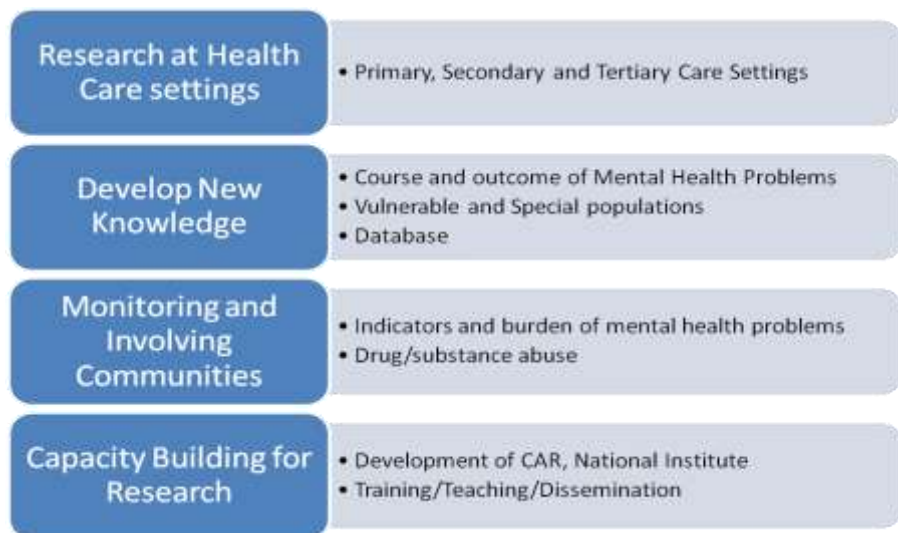 Research at Health
Care settings
• Primary, Secondary and Tertiary Care Settings
Develop New
Knowledge
• Course and outcome of Mental Health Problems
• Vulnerable and Special populations
• Database
Monitoring and
Involving
Communities
• Indicators and burden of mental health problems
• Drug/substance abuse
Capacity Building for
Research
• Development of CAR, National Institute
• Training/Teaching/Dissemination